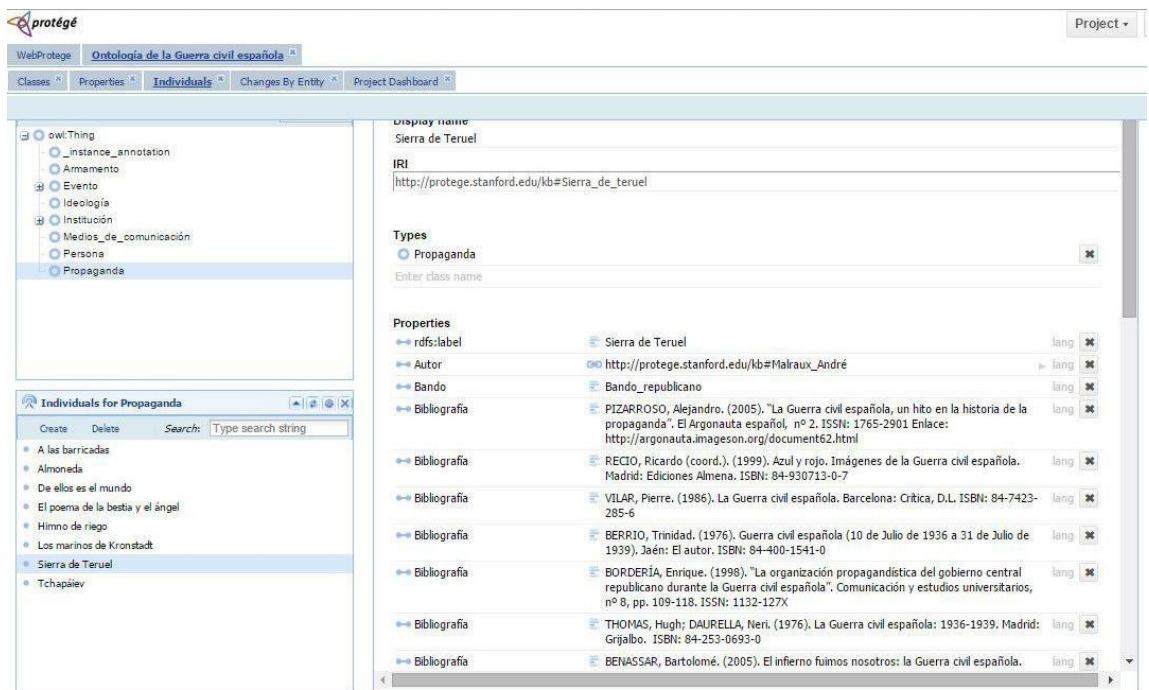 protégé
Project
WebProtege
Ontología de la Guerra civil española
Classes
Properties
Individuals
Changes By Entity
Project Dashboard
owl:Thing
_instance_annotation
Armamento
Evento
Ideología
Institución
Medios_de_comunicación
Persona
Propaganda
Individuals for Propaganda
Create
Delete
Search:
Type search string
A las barricadas
Almoneda
De ellos es el mundo
El poema de la bestia y el ángel
Himno de riego
Los marinos de Kronstadt
Sierra de Teruel
Tchapáiev
Display name
Sierra de Teruel
IRI
http://protege.stanford.edu/kb#Sierra_de_teruel
Types
Propaganda
Enter class name
Properties
rdfs:label Sierra de Teruel lang
Autor http://protege.stanford.edu/kb#Malraux_André lang
Bando Bando_republicano lang
Bibliografía PIZARROSO, Alejandro. (2005). "La Guerra civil española, un hito en la historia de la lang
propaganda". El Argonauta español, nº 2. ISSN: 1765-2901 Enlace:
http://argonauta.imageson.org/document62.html
Bibliografía RECIO, Ricardo (coord.). (1999). Azul y rojo. Imágenes de la Guerra civil española. lang
Madrid: Ediciones Almena. ISBN: 84-930713-0-7
Bibliografía VILAR, Pierre. (1986). La Guerra civil española. Barcelona: Crítica, D.L. ISBN: 84-7423- lang
285-6
Bibliografía BERRIO, Trinidad. (1976). Guerra civil española (10 de Julio de 1936 a 31 de Julio de lang
1939). Jaén: El autor. ISBN: 84-400-1541-0
Bibliografía BORDERÍA, Enrique. (1998). "La organización propagandística del gobierno central lang
republicano durante la Guerra civil española". Comunicación y estudios universitarios,
nº 8, pp. 109-118. ISSN: 1132-127X
Bibliografía THOMAS, Hugh; DAURELLA, Neri. (1976). La Guerra civil española: 1936-1939. Madrid: lang
Grijalbo. ISBN: 84-253-0693-0
Bibliografía BENASSAR, Bartolomé. (2005). El infierno fuimos nosotros: la Guerra civil española. lang